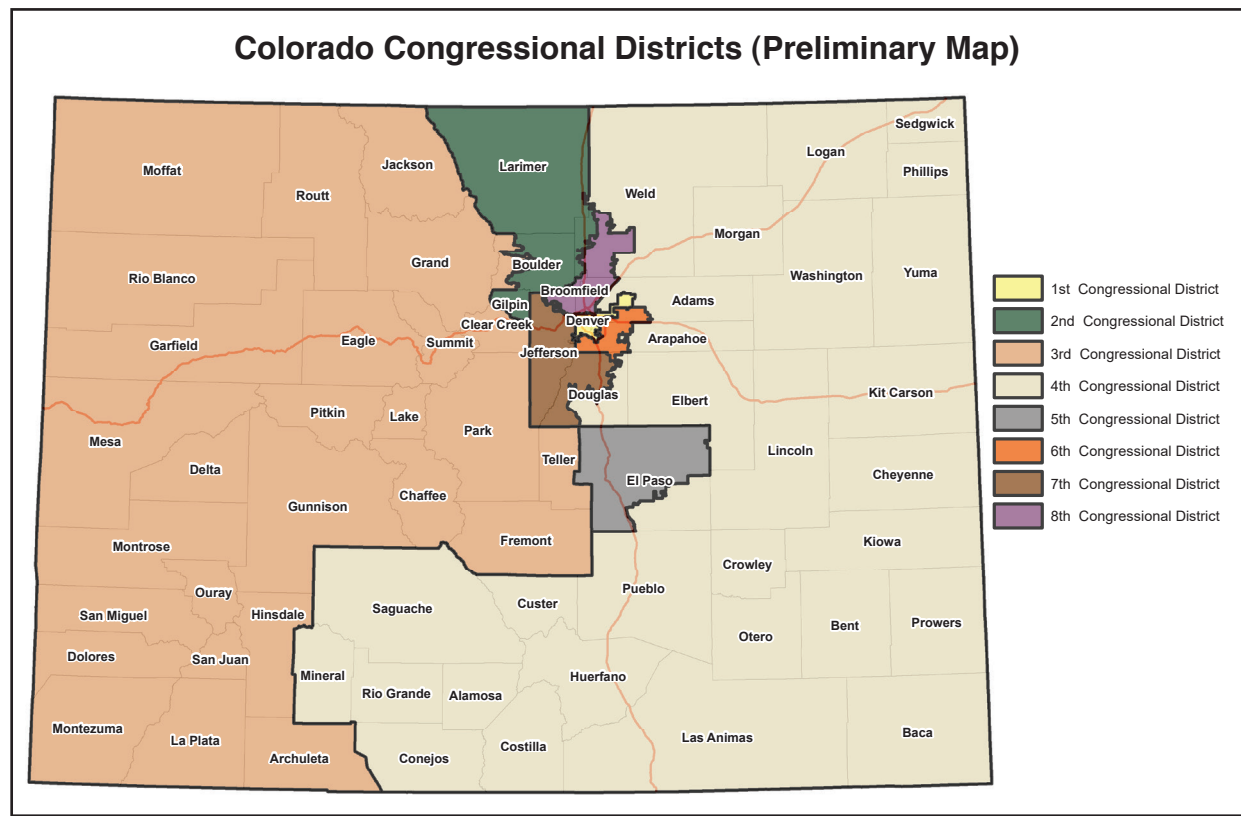 Colorado Congressional Districts (Preliminary Map)
Sedgwick
Logan
Phillips
Jackson
Larimer
Moffat
Weld
Routt
Morgan
Grand
Boulder
Washington
Yuma
Rio Blanco
Broomfield
Adams
Gilpin
Denver
Clear Creek
Arapahoe
Garfield
Eagle
Summit
Jefferson
Kit Carson
Douglas
Elbert
Pitkin
Lake
Park
Mesa
Lincoln
Teller
Delta
Cheyenne
El Paso
Chaffee
Gunnison
Fremont
Kiowa
Montrose
Crowley
Pueblo
Ouray
Saguache
Custer
San Miguel
Hinsdale
Prowers
Bent
Otero
Dolores
San Juan
Mineral
Huerfano
Rio Grande
Alamosa
Montezuma
La Plata
Costilla
Las Animas
Baca
Archuleta
Conejos
1st Congressional District
2nd Congressional District
3rd Congressional District
4th Congressional District
5th Congressional District
6th Congressional District
7th Congressional District
8th Congressional District